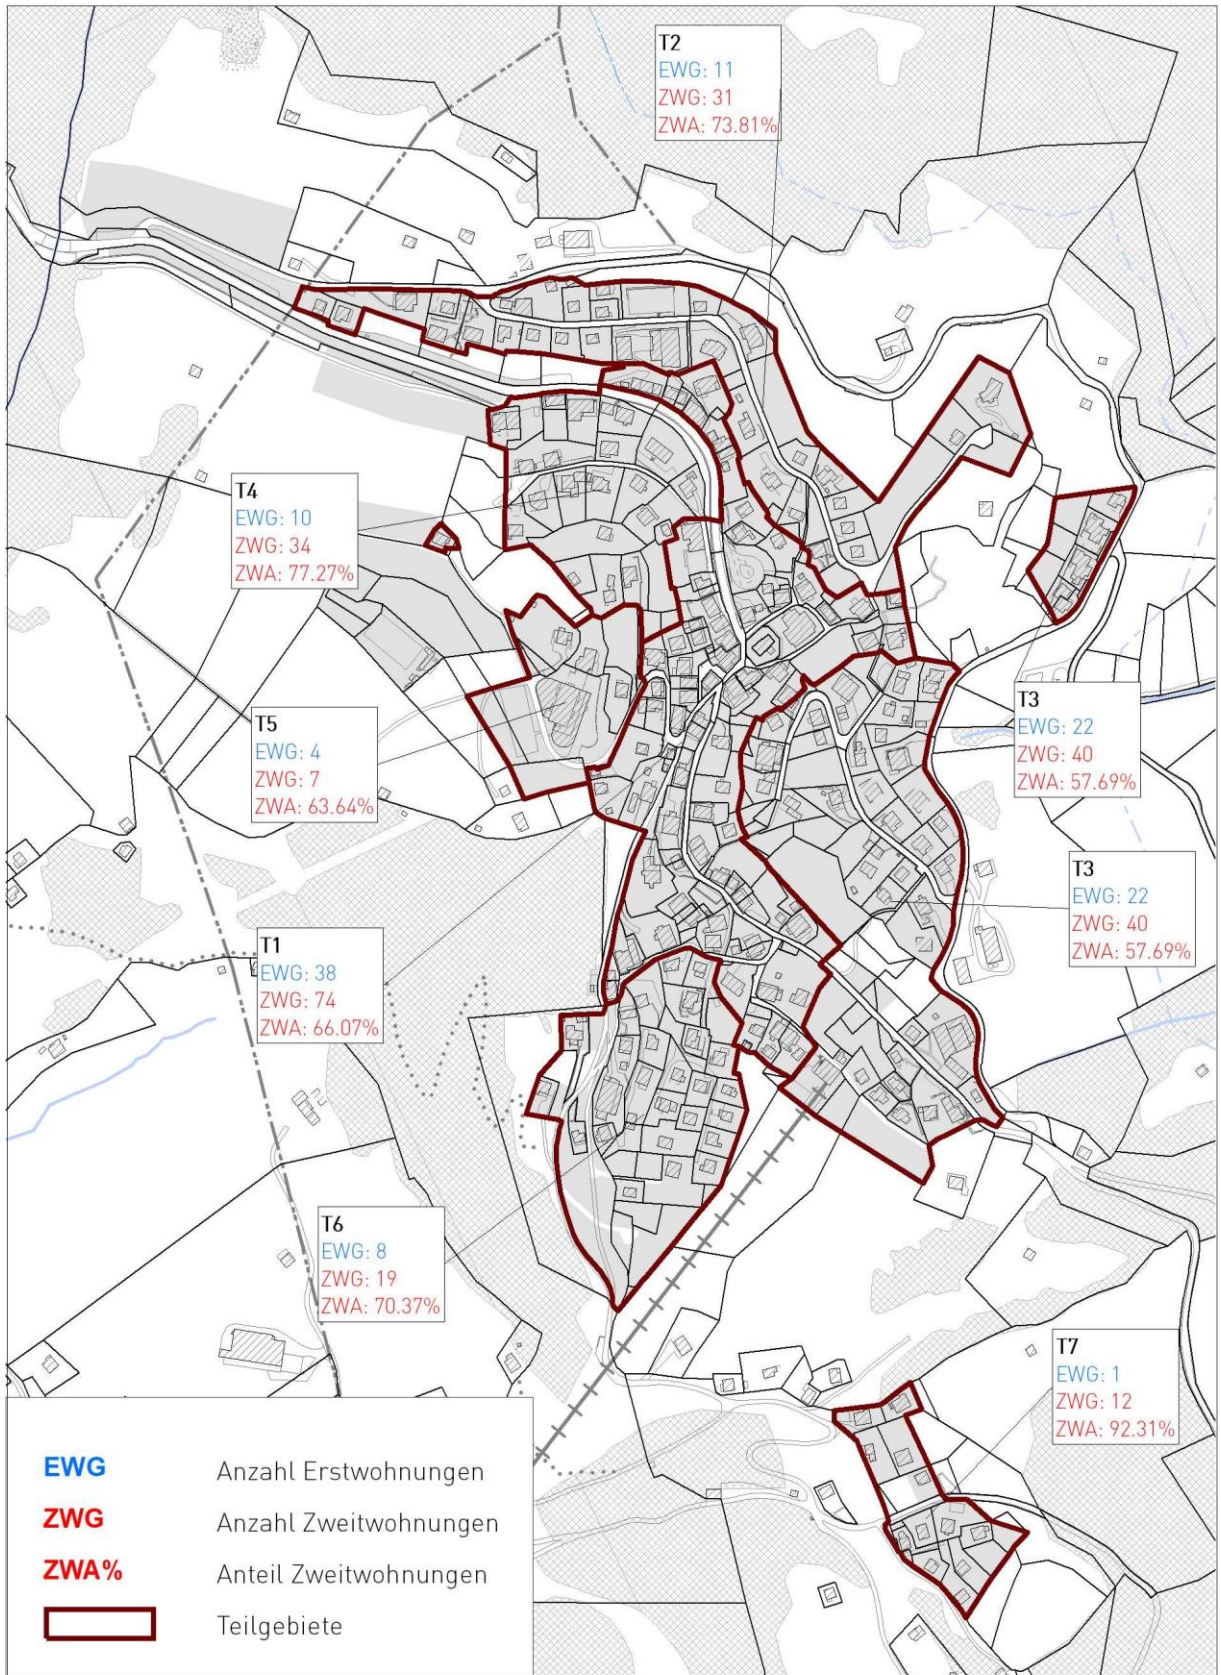 T2
EWG: 11
ZWG: 31
ZWA: 73.81%
T4
EWG: 10
ZWG: 34
ZWA: 77.27%
T5
EWG: 4
ZWG: 7
ZWA: 63.64%
T3
EWG: 22
ZWG: 40
ZWA: 57.69%
T3
EWG: 22
ZWG: 40
ZWA: 57.69%
T1
EWG: 38
ZWG: 74
ZWA: 66.07%
T6
EWG: 8
ZWG: 19
ZWA: 70.37%
T7
EWG: 1
ZWG: 12
ZWA: 92.31%
EWG Anzahl Erstwohnungen
ZWG Anzahl Zweitwohnungen
ZWA% Anteil Zweitwohnungen
Teilgebiete